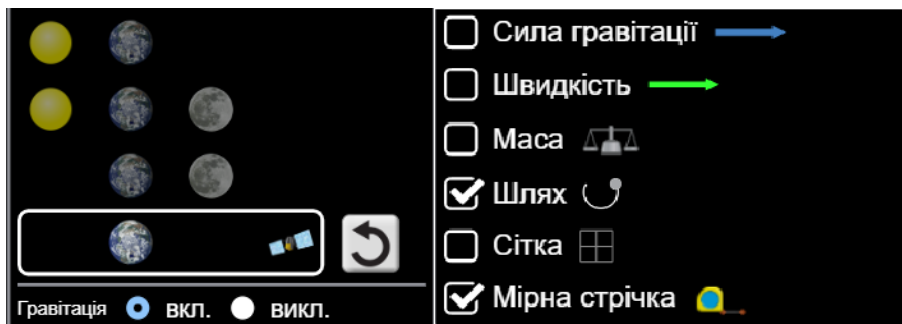 Сила гравітації
Швидкість
Маса
Шлях
Сітка
Мірна стрічка
Гравітація вкл. викл.